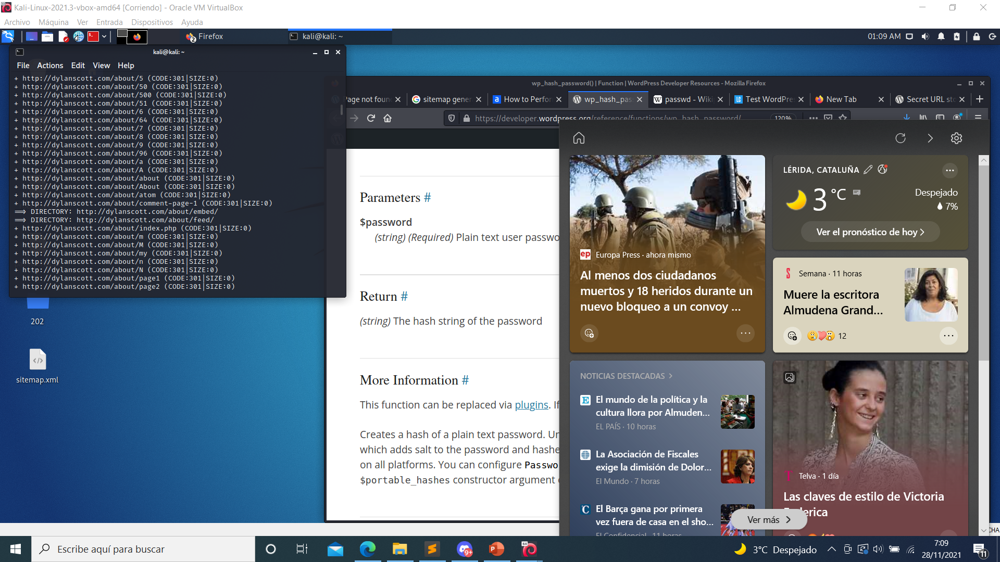 Kali-Linux-2021.3-vbox-amd64 [Corriendo] - Oracle VM VirtualBox
Archivo Máquina Ver Entrada Dispositivos Ayuda
2 Firefox
kali@kali: ~
01:09 AM
kali@kali: ~
File Actions Edit View Help
+ http://dylanscott.com/about/5 (CODE:301|SIZE:0)
+ http://dylanscott.com/about/50 (CODE:301|SIZE:0)
+ http://dylanscott.com/about/500 (CODE:301|SIZE:0)
+ http://dylanscott.com/about/51 (CODE:301|SIZE:0)
+ http://dylanscott.com/about/6 (CODE:301|SIZE:0)
+ http://dylanscott.com/about/64 (CODE:301|SIZE:0)
+ http://dylanscott.com/about/7 (CODE:301|SIZE:0)
+ http://dylanscott.com/about/8 (CODE:301|SIZE:0)
+ http://dylanscott.com/about/9 (CODE:301|SIZE:0)
+ http://dylanscott.com/about/96 (CODE:301|SIZE:0)
+ http://dylanscott.com/about/a (CODE:301|SIZE:0)
+ http://dylanscott.com/about/A (CODE:301|SIZE:0)
+ http://dylanscott.com/about/about (CODE:301|SIZE:0)
+ http://dylanscott.com/about/About (CODE:301|SIZE:0)
+ http://dylanscott.com/about/atom (CODE:301|SIZE:0)
+ http://dylanscott.com/about/comment-page-1 (CODE:301|SIZE:0)
==> DIRECTORY: http://dylanscott.com/about/embed/
==> DIRECTORY: http://dylanscott.com/about/feed/
+ http://dylanscott.com/about/index.php (CODE:301|SIZE:0)
+ http://dylanscott.com/about/m (CODE:301|SIZE:0)
+ http://dylanscott.com/about/M (CODE:301|SIZE:0)
+ http://dylanscott.com/about/my (CODE:301|SIZE:0)
+ http://dylanscott.com/about/n (CODE:301|SIZE:0)
+ http://dylanscott.com/about/N (CODE:301|SIZE:0)
+ http://dylanscott.com/about/page1 (CODE:301|SIZE:0)
+ http://dylanscott.com/about/page2 (CODE:301|SIZE:0)
202
sitemap.xml
wp_hash_password() | Function | WordPress Developer Resources - Mozilla Firefox
Page not foun
sitemap gener
How to Perfor
wp_hash_pas
passwd - Wiki
Test WordPre
New Tab
Secret URL sto
https://developer.wordpress.org/reference/functions/wp_hash_password/
120%
Parameters #
$password
(string) (Required) Plain text user passwo
Return #
(string) The hash string of the password
More Information #
This function can be replaced via plugins. If
Creates a hash of a plain text password. Un
which adds salt to the password and hashe
on all platforms. You can configure Passwo
$portable_hashes constructor argument
ep Europa Press · ahora mismo
Al menos dos ciudadanos
muertos y 18 heridos durante un
nuevo bloqueo a un convoy ...
LÉRIDA, CATALUÑA
3 °C
Despejado
7%
Ver el pronóstico de hoy
Semana · 11 horas
Muere la escritora
Almudena Grand...
12
NOTICIAS DESTACADAS
El mundo de la política y la
cultura llora por Almuden...
EL PAÍS · 10 horas
La Asociación de Fiscales
exige la dimisión de Dolor...
El Mundo · 7 horas
El Barça gana por primera
vez fuera de casa en el sho...
El Confidencial · 11 horas
Telva · 1 día
Las claves de estilo de Victoria
erica
Ver más
CHA
Escribe aquí para buscar
9+
64
3°C Despejado
7:09
28/11/2021
11